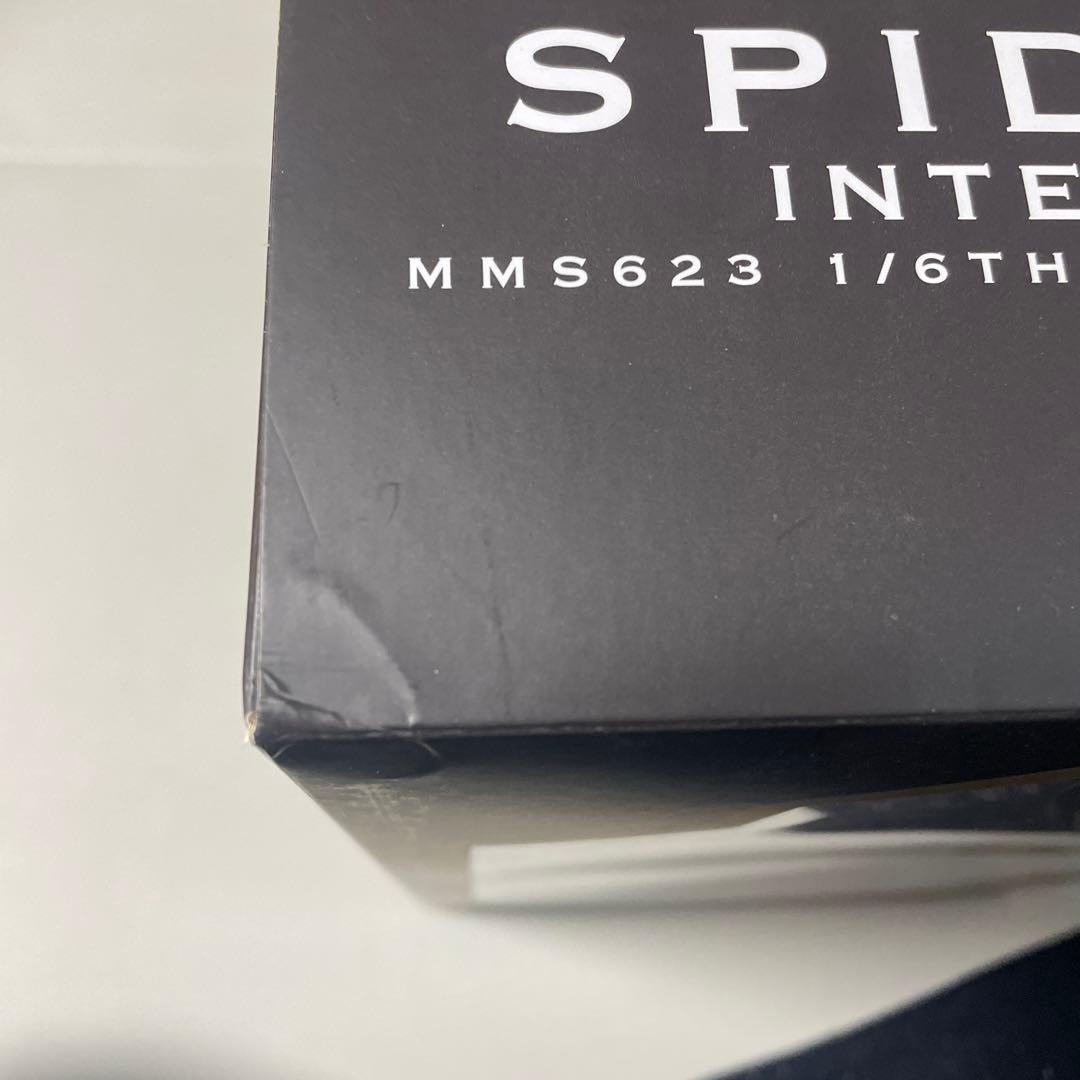 SPID
INTE
MMS623 1/6TH